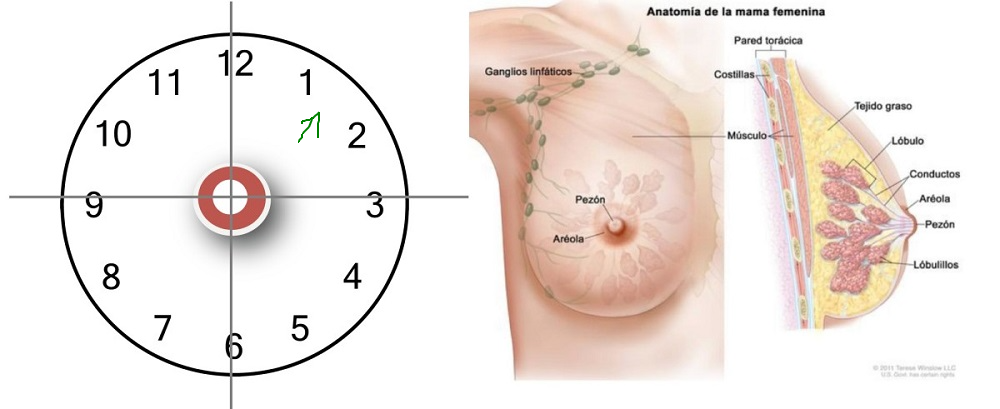 12
11
1
10
2
9
3
8
4
7
5
6
Anatomía de la mama femenina
Pared torácica
Ganglios linfáticos
Costillas
Tejido graso
Músculo
Lóbulo
Conductos
Pezón
Aréola
Aréola
Pezón
Lóbulillos
© 2011 Terese Winslow LLC
U.S. Govt. has certain rights